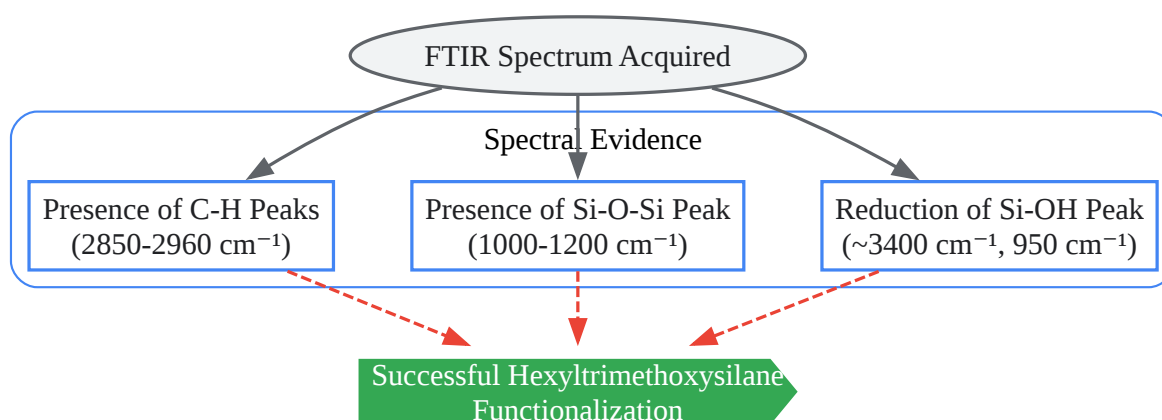 FTIR Spectrum Acquired
Spectral Evidence
Presence of C-H Peaks
(2850-2960 cm⁻¹)
Presence of Si-O-Si Peak
(1000-1200 cm⁻¹)
Reduction of Si-OH Peak
(~3400 cm⁻¹, 950 cm⁻¹)
Successful Hexyltrimethoxysilane
Functionalization